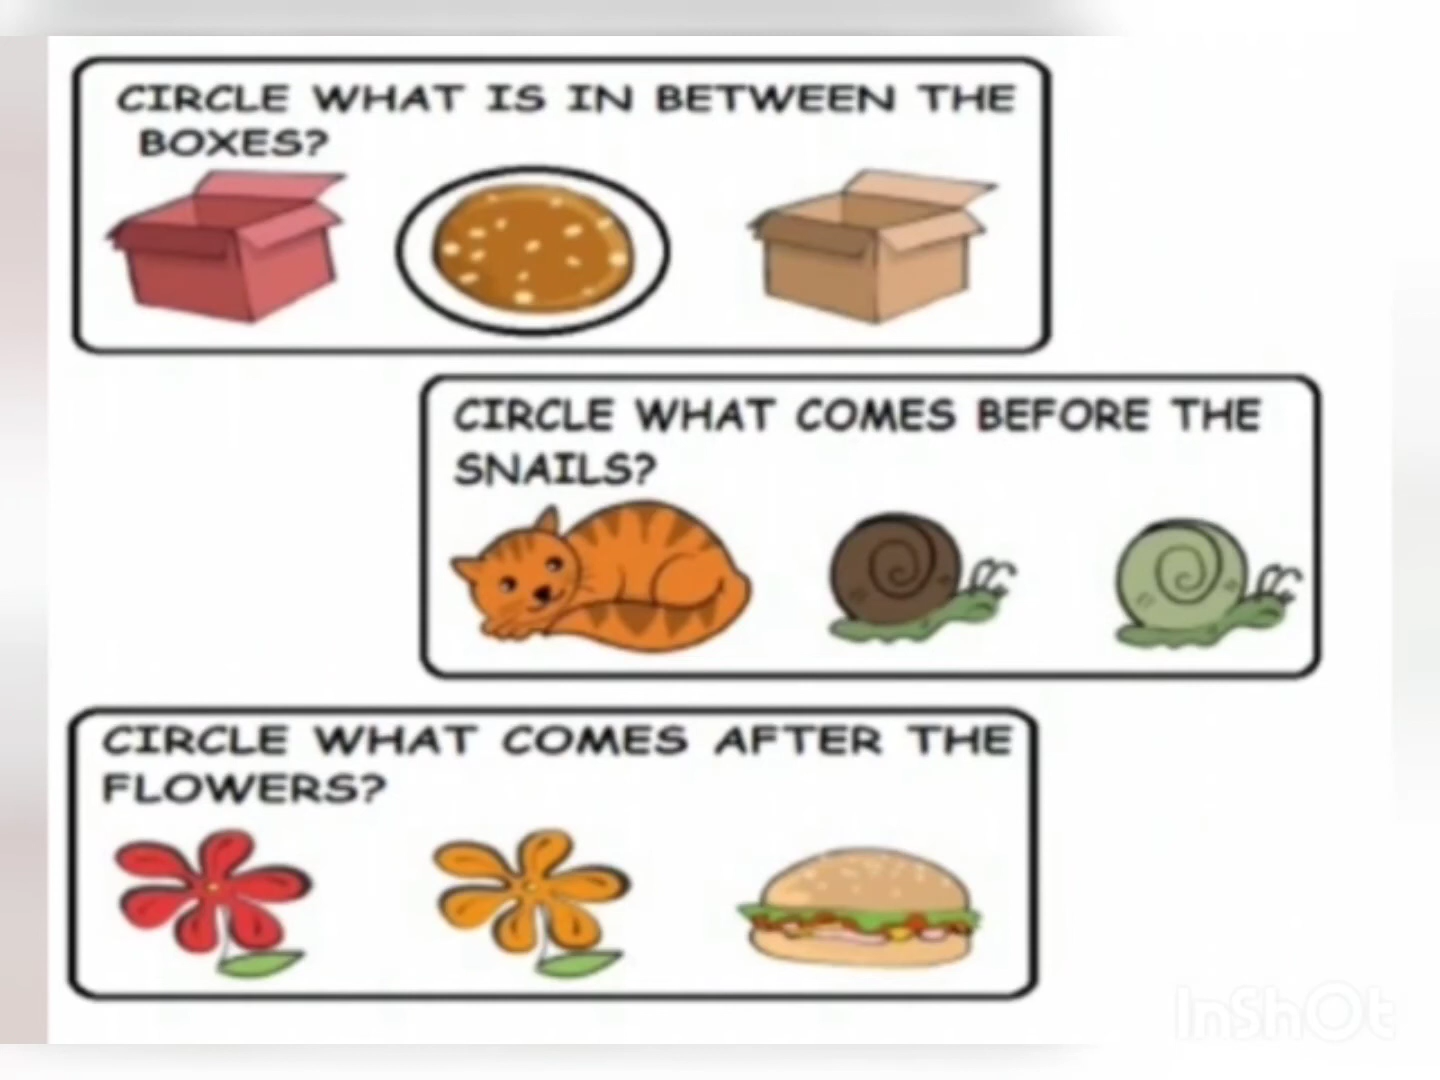 CIRCLE WHAT IS IN BETWEEN THE
BOXES?
CIRCLE WHAT COMES BEFORE THE
SNAILS?
CIRCLE WHAT COMES AFTER THE
FLOWERS?
InShOt